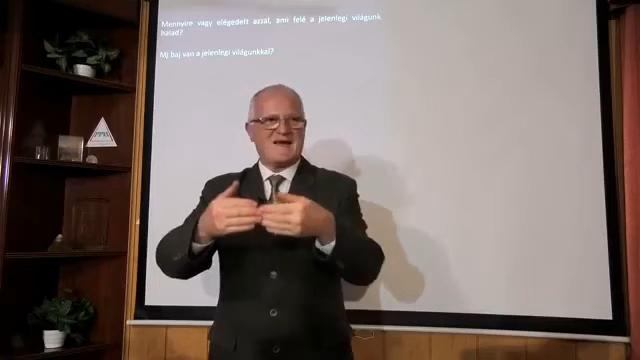 Mennyire vagy elégedett azzal, ami felé a jelenlegi világunk
halad?
Mi baj van a jelenlegi világunkkal?